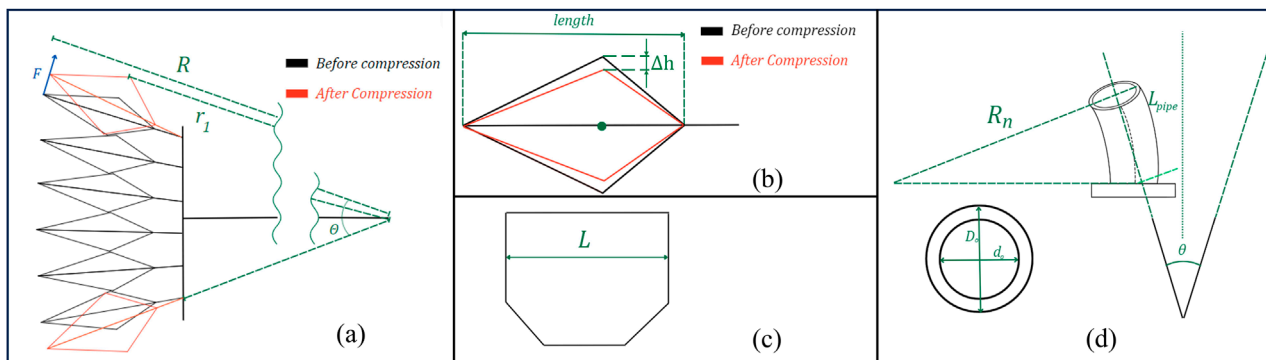 R
F
r1
Before compression
After Compression
Θ
(a)
length
Δh
Before compression
After Compression
(b)
L
(c)
Rn
Lpipe
Do
do
θ
(d)